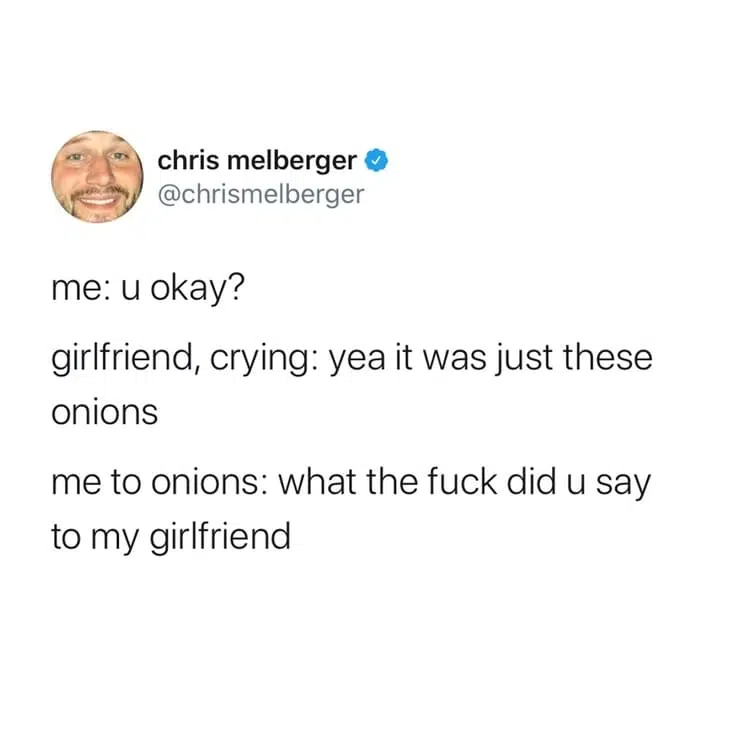 chris melberger
@chrismelberger
me: u okay?
girlfriend, crying: yea it was just these
onions
me to onions: what the fuck did u say
to my girlfriend